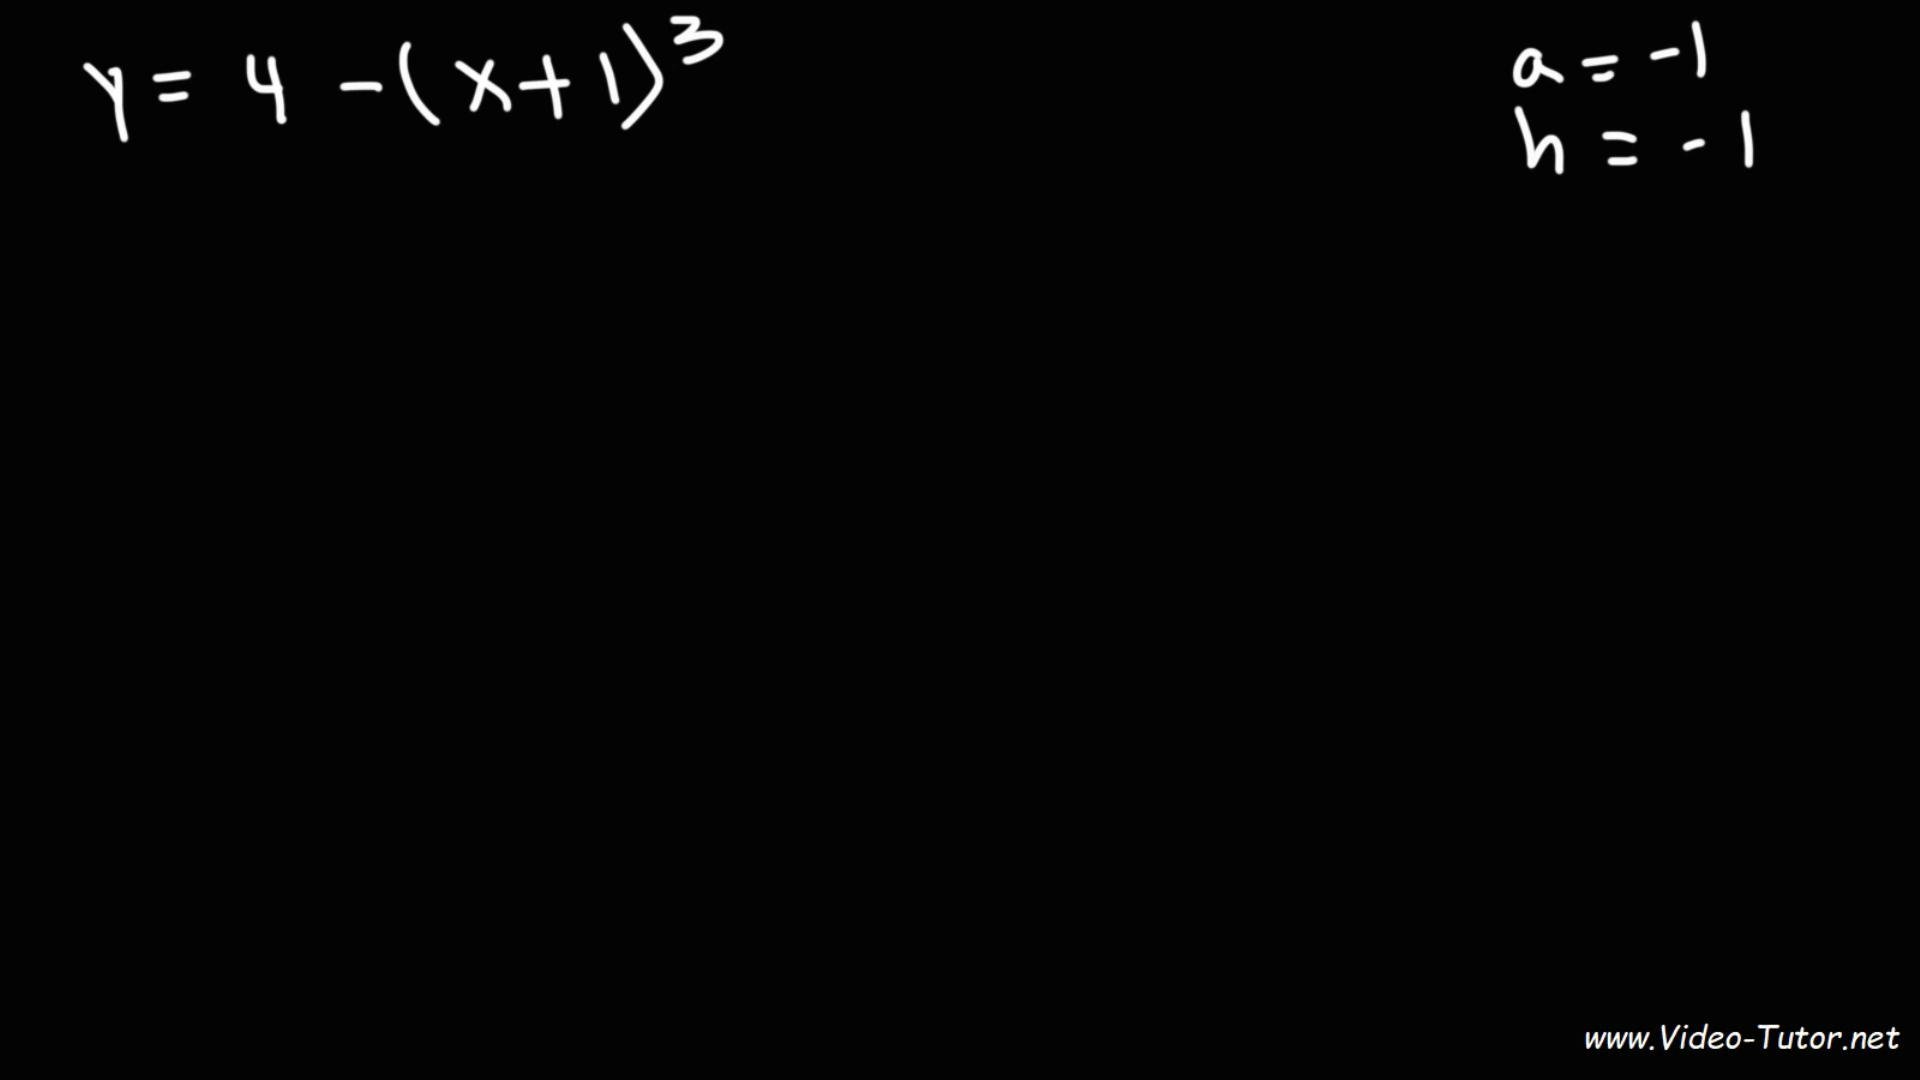 y = 4 - (x + 1)³
a = -1
h = -1
www.Video-Tutor.net